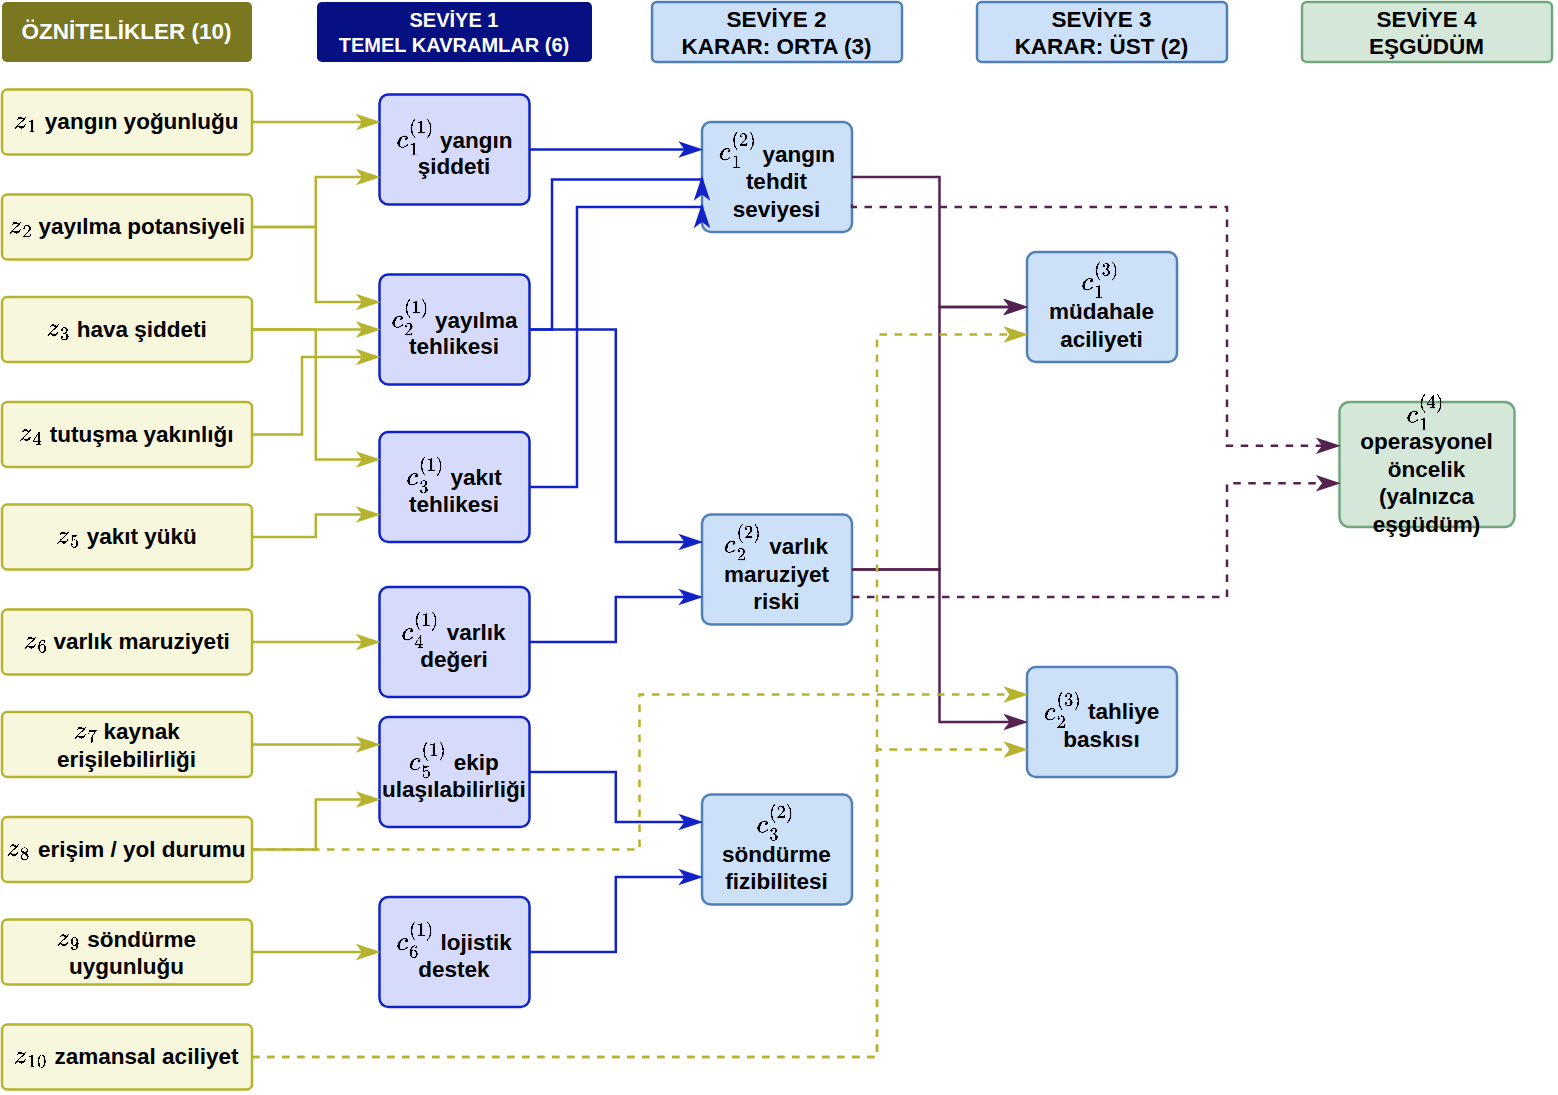 ÖZNİTELİKLER (10)
SEVİYE 1
TEMEL KAVRAMLAR (6)
SEVİYE 2
KARAR: ORTA (3)
SEVİYE 3
KARAR: ÜST (2)
SEVİYE 4
EŞGÜDÜM
z₁ yangın yoğunluğu
z₂ yayılma potansiyeli
z₃ hava şiddeti
z₄ tutuşma yakınlığı
z₅ yakıt yükü
z₆ varlık maruziyeti
z₇ kaynak
erişilebilirliği
z₈ erişim / yol durumu
z₉ söndürme
uygunluğu
z₁₀ zamansal aciliyet
c₁⁽¹⁾ yangın
şiddeti
c₂⁽¹⁾ yayılma
tehlikesi
c₃⁽¹⁾ yakıt
tehlikesi
c₄⁽¹⁾ varlık
değeri
c₅⁽¹⁾ ekip
ulaşılabilirliği
c₆⁽¹⁾ lojistik
destek
c₁⁽²⁾ yangın
tehdit
seviyesi
c₂⁽²⁾ varlık
maruziyet
riski
c₃⁽²⁾
söndürme
fizibilitesi
c₁⁽³⁾
müdahale
aciliyeti
c₂⁽³⁾ tahliye
baskısı
c₁⁽⁴⁾
operasyonel
öncelik
(yalnızca
eşgüdüm)